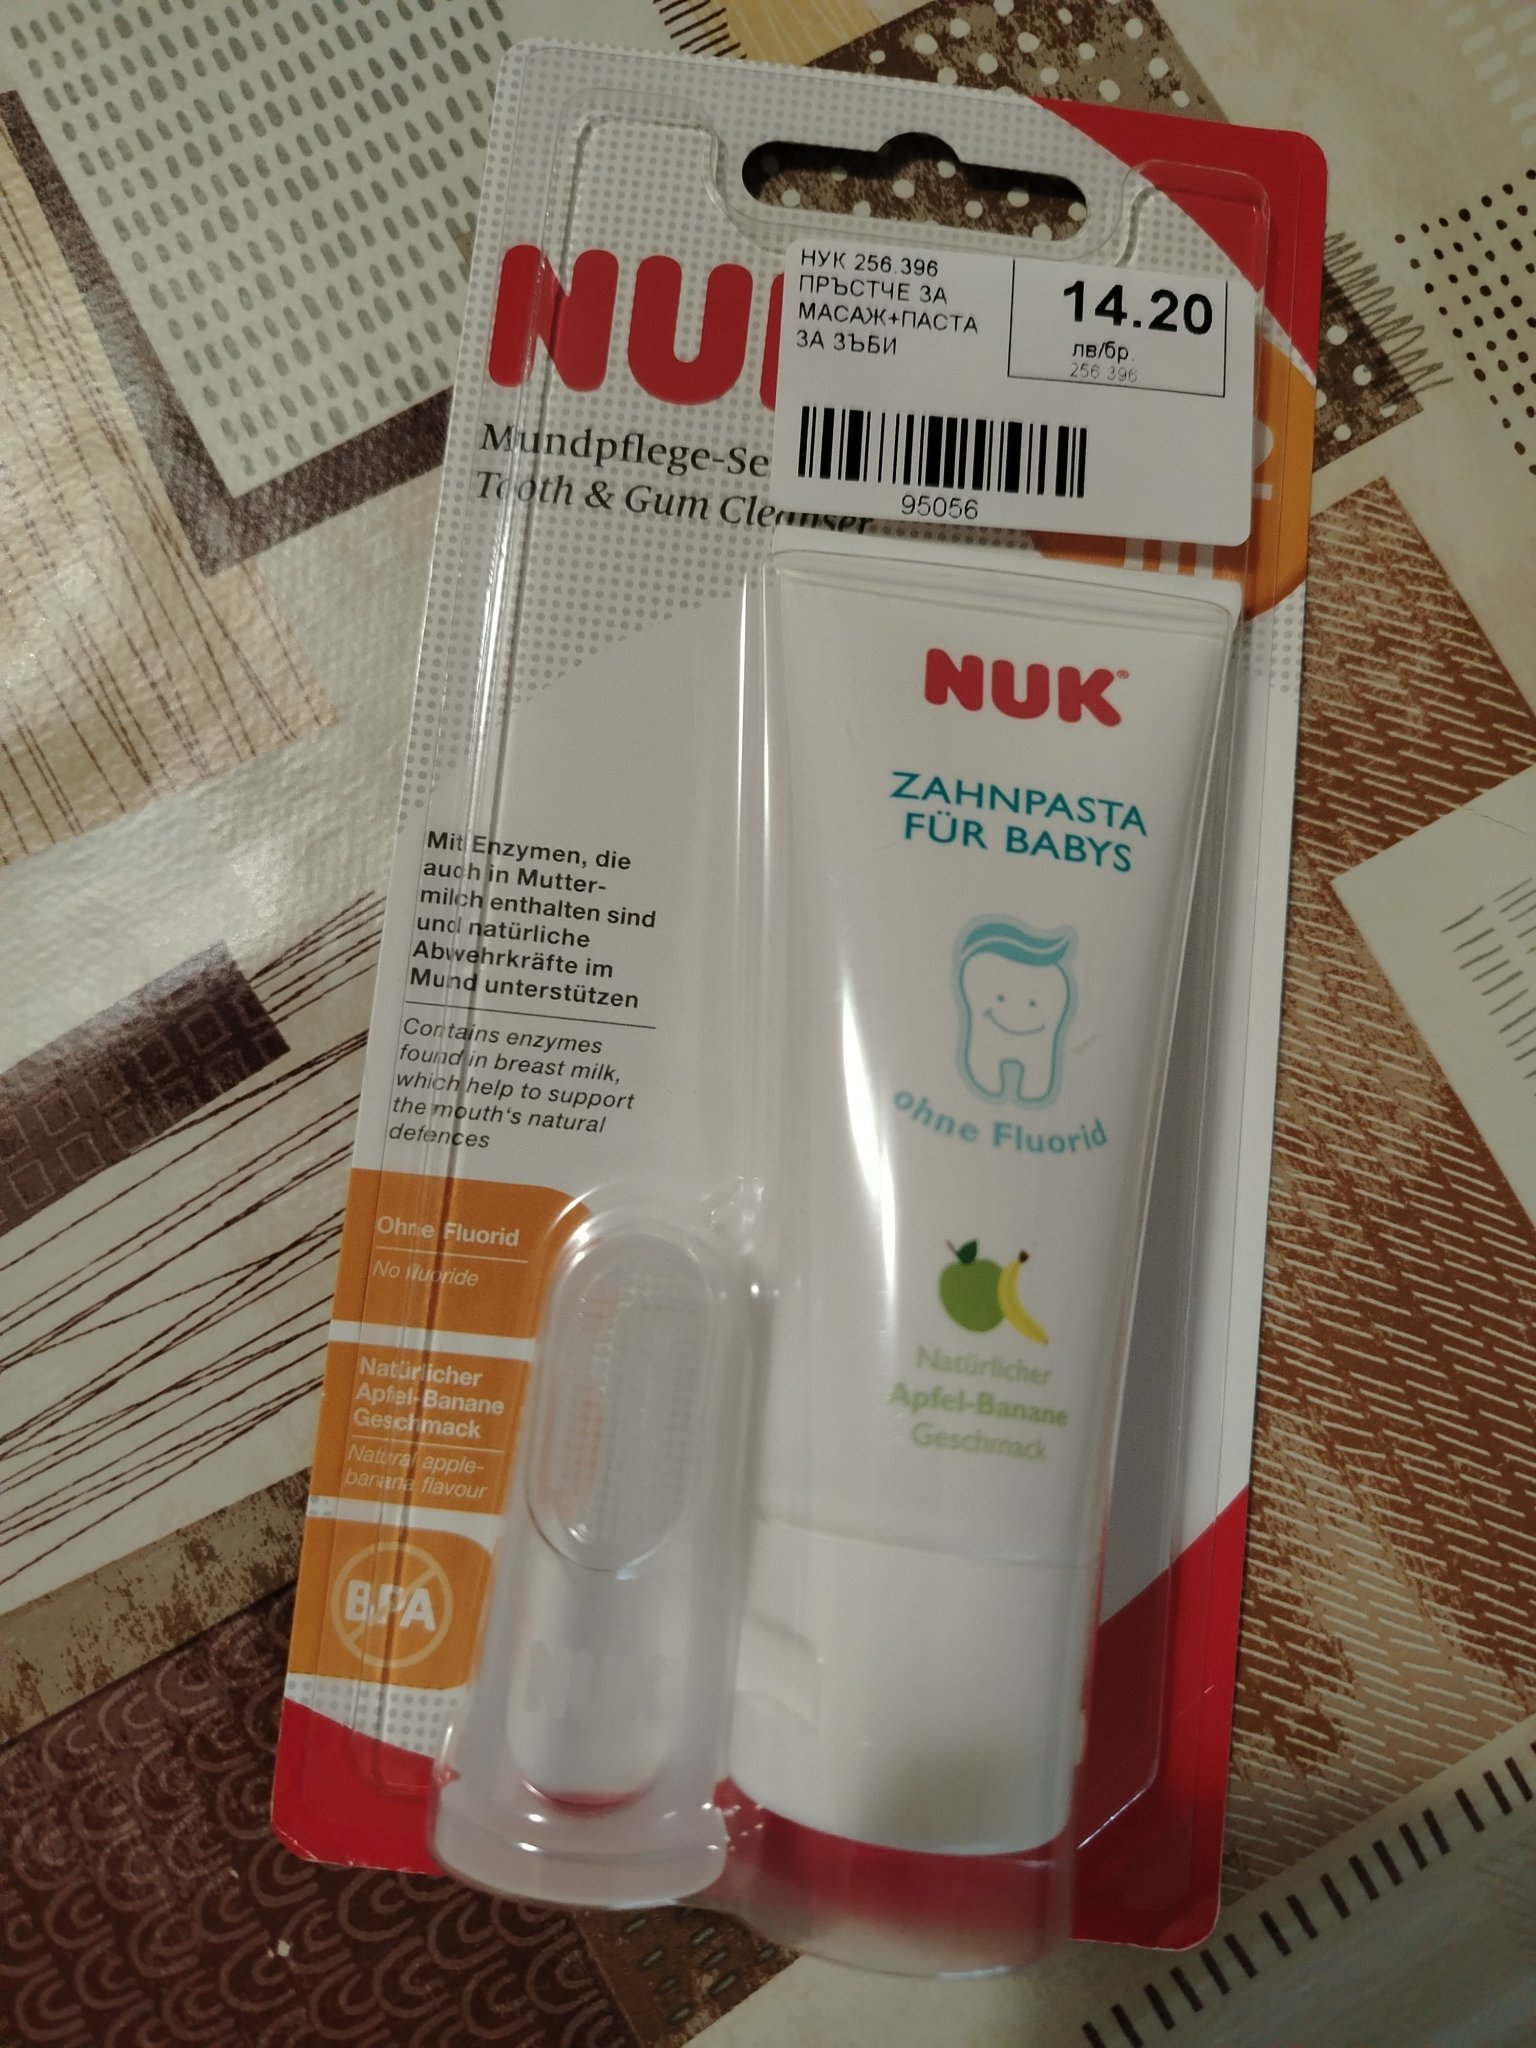 НУК 256.396
ПРЪСТЧЕ ЗА
МАСАЖ+ПАСТА
ЗА ЗЪБИ
14.20
лв/бр.
256 396
95056
Tooth & Gum Cleanser
NUK®
ZAHNPASTA
FÜR BABYS
ohne Fluorid
Natürlicher
Apfel-Banane
Geschmack
Mit Enzymen, die
auch in Mutter-
milch enthalten sind
und natürliche
Abwehrkräfte im
Mund unterstützen
Contains enzymes
found in breast milk,
which help to support
the mouth's natural
defences
Ohne Fluorid
No fluoride
Natürlicher
Apfel-Banane
Geschmack
Natural apple-
banana flavour
BPA
NUK